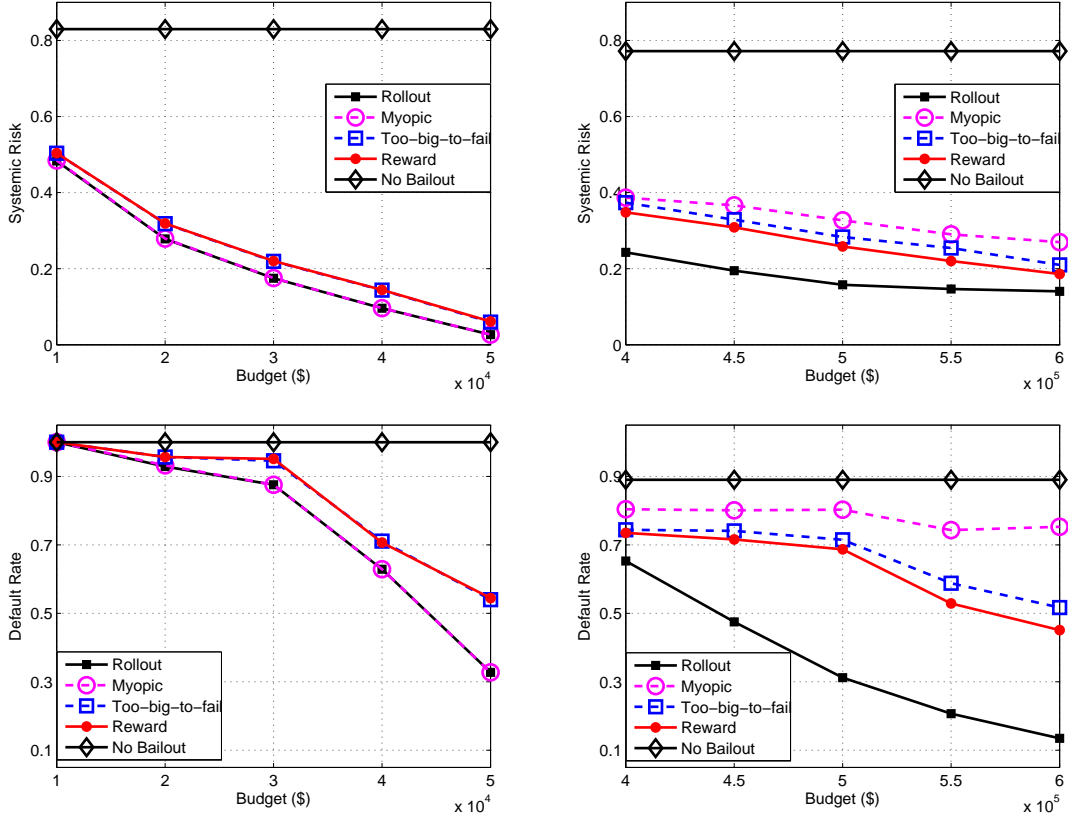 0.8
0.6
0.4
0.2
0
Systemic Risk
Rollout
Myopic
Too−big−to−fail
Reward
No Bailout
1 2 3 4 5
Budget ($)
x 10^4
0.8
0.6
0.4
0.2
0
Systemic Risk
Rollout
Myopic
Too−big−to−fail
Reward
No Bailout
4 4.5 5 5.5 6
Budget ($)
x 10^5
0.9
0.7
0.5
0.3
0.1
Default Rate
Rollout
Myopic
Too−big−to−fail
Reward
No Bailout
1 2 3 4 5
Budget ($)
x 10^4
0.9
0.7
0.5
0.3
0.1
Default Rate
Rollout
Myopic
Too−big−to−fail
Reward
No Bailout
4 4.5 5 5.5 6
Budget ($)
x 10^5